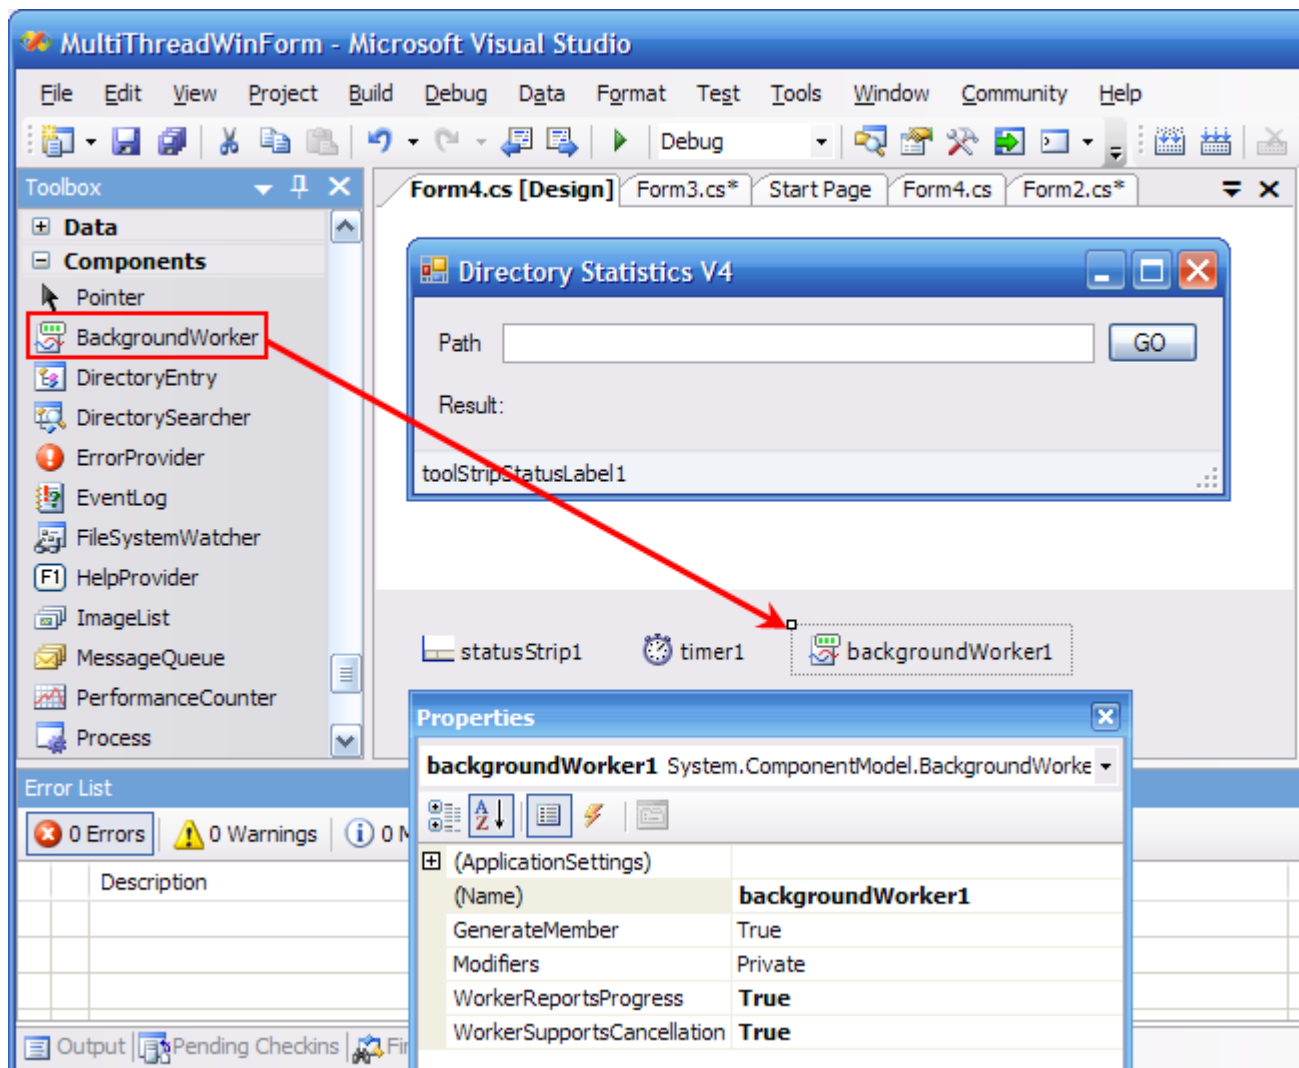 MultiThreadWinForm - Microsoft Visual Studio
File Edit View Project Build Debug Data Format Test Tools Window Community Help
Debug
Toolbox
Form4.cs [Design] Form3.cs* Start Page Form4.cs Form2.cs*
Data
Components
Pointer
BackgroundWorker
DirectoryEntry
DirectorySearcher
ErrorProvider
EventLog
FileSystemWatcher
F1 HelpProvider
ImageList
MessageQueue
PerformanceCounter
Process
Directory Statistics V4
Path GO
Result:
toolStripStatusLabel1
statusStrip1 timer1 backgroundWorker1
Error List
0 Errors 0 Warnings 0 M
Description
Output Pending Checkins Fin
Properties
backgroundWorker1 System.ComponentModel.BackgroundWorke
A Z
(ApplicationSettings)
(Name) backgroundWorker1
GenerateMember True
Modifiers Private
WorkerReportsProgress True
WorkerSupportsCancellation True